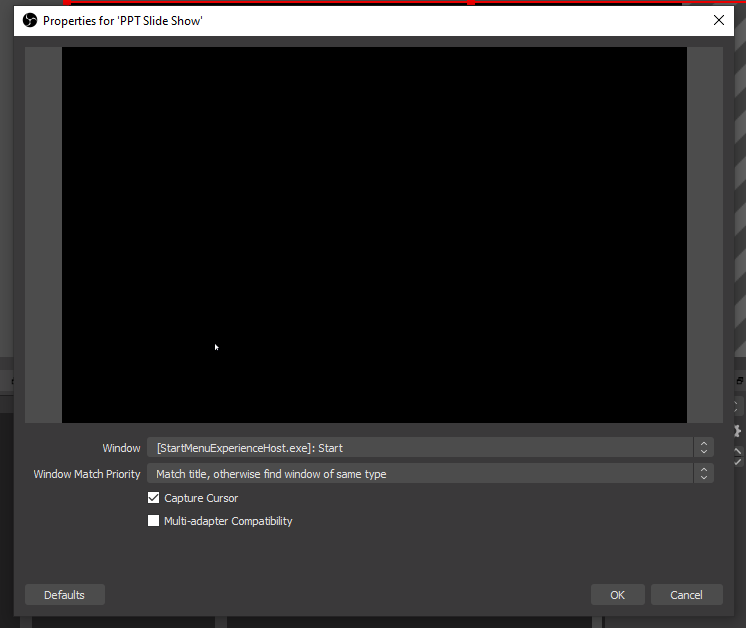 Properties for 'PPT Slide Show'
Window [StartMenuExperienceHost.exe]: Start
Window Match Priority Match title, otherwise find window of same type
Capture Cursor
Multi-adapter Compatibility
Defaults OK Cancel